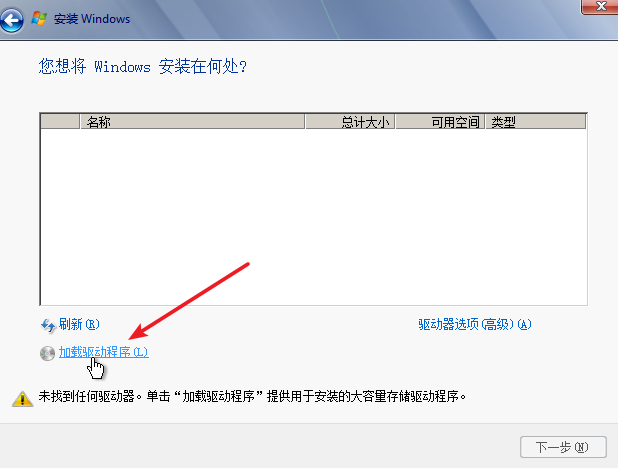 安装 Windows
您想将 Windows 安装在何处?
名称 总计大小 可用空间 类型
刷新(R) 驱动器选项(高级)(A)
加载驱动程序(L)
未找到任何驱动器。单击“加载驱动程序”提供用于安装的大容量存储驱动程序。
下一步(N)